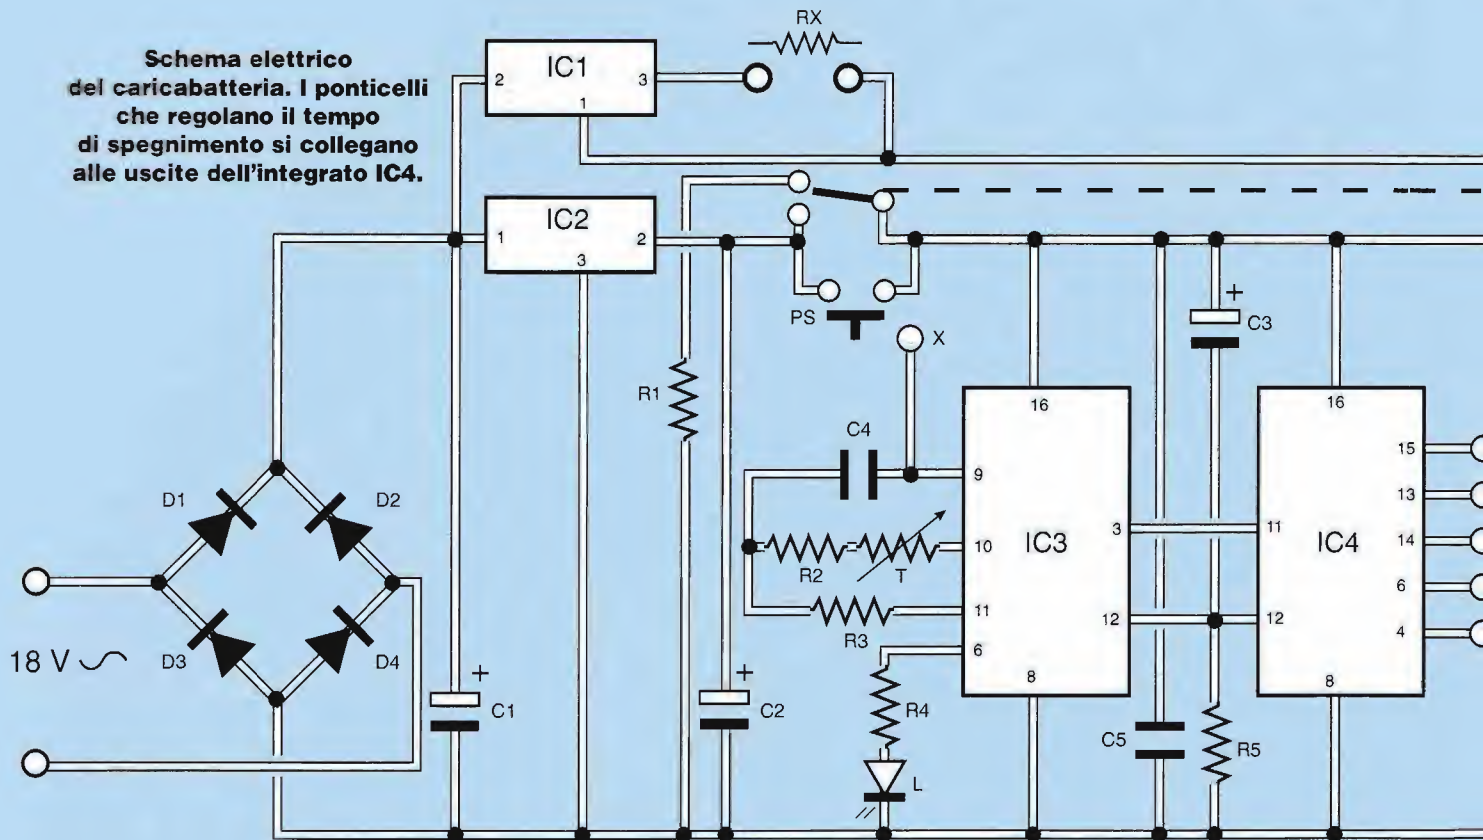 Schema elettrico
del caricabatteria. I ponticelli
che regolano il tempo
di spegnimento si collegano
alle uscite dell'integrato IC4.
RX
2 IC1 3
1
1 IC2 2
3
PS
X
+
C3
R1
C4
16
16
9
15
13
D1
D2
10
IC3
3
11
IC4
14
R2
T
6
11
R3
12
12
4
6
18 V
D3
D4
8
8
+
C1
+
C2
R4
C5
R5
L